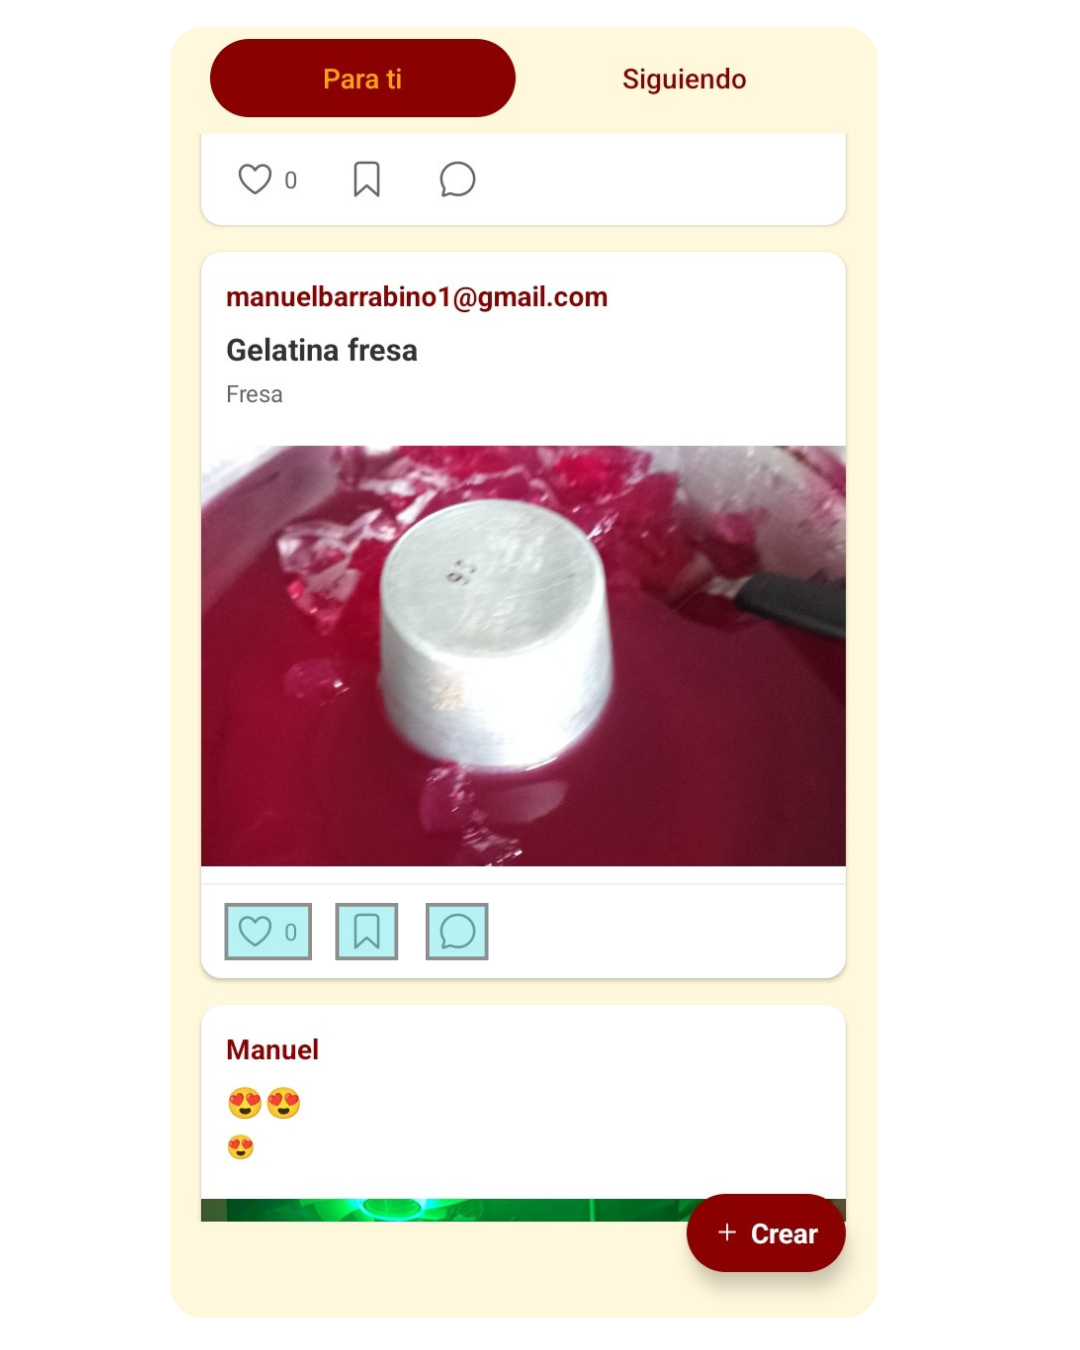 Para ti
Siguiendo
0
manuelbarrabino1@gmail.com
Gelatina fresa
Fresa
0
Manuel
😍😍
😍
+ Crear